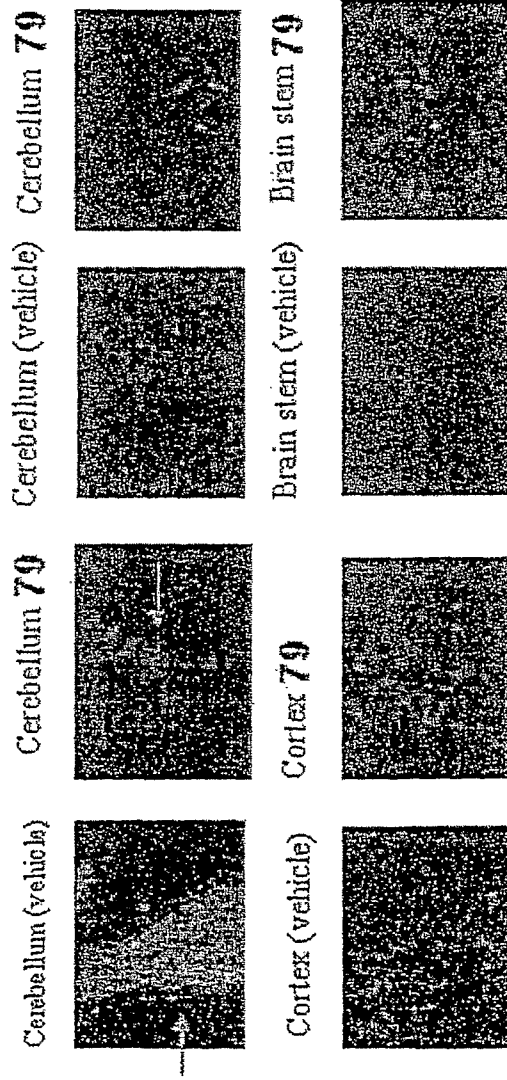 Cerebellum (vehicle)
Cerebellum 79
Cerebellum (vehicle)
Cerebellum 79
Cortex (vehicle)
Cortex 79
Brain stem (vehicle)
Brain stem 79